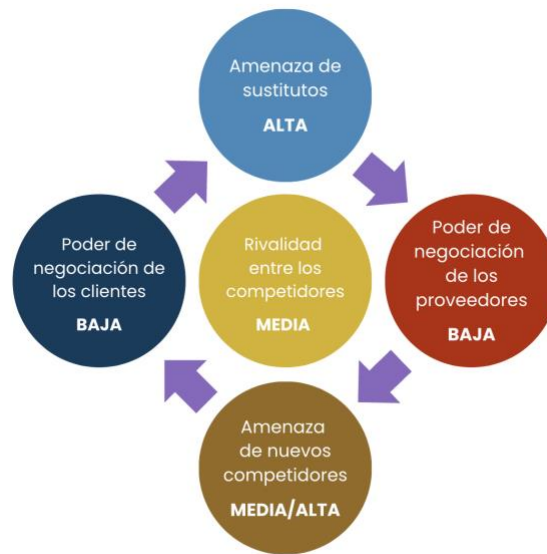 Amenaza de
sustitutos
ALTA
Poder de
negociación de
los clientes
BAJA
Rivalidad
entre los
competidores
MEDIA
Poder de
negociación
de los
proveedores
BAJA
Amenaza
de nuevos
competidores
MEDIA/ALTA